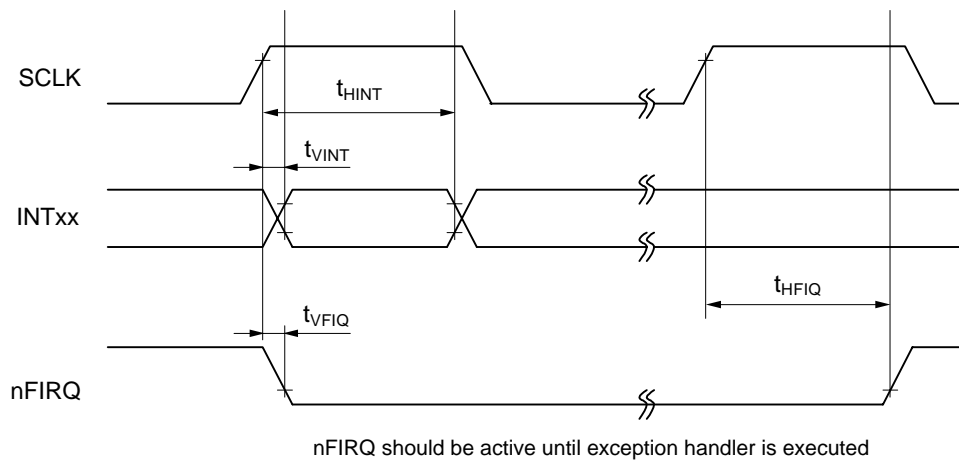 SCLK
tHINT
tVINT
INTxx
tHFIQ
tVFIQ
nFIRQ
nFIRQ should be active until exception handler is executed